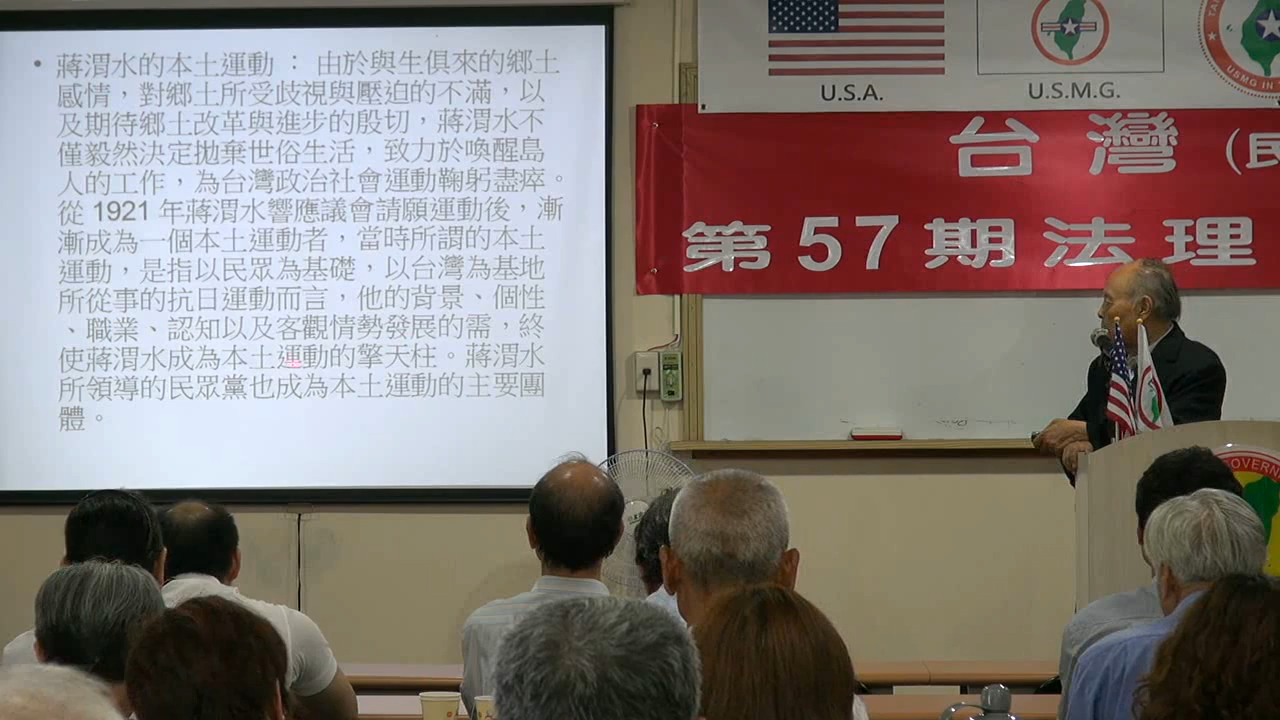 • 蔣渭水的本土運動 ： 由於與生俱來的鄉土
感情，對鄉土所受歧視與壓迫的不滿，以
及期待鄉土改革與進步的殷切，蔣渭水不
僅毅然決定拋棄世俗生活，致力於喚醒島
人的工作，為台灣政治社會運動鞠躬盡瘁。
從 1921 年蔣渭水響應議會請願運動後，漸
漸成為一個本土運動者，當時所謂的本土
運動，是指以民眾為基礎，以台灣為基地
所從事的抗日運動而言，他的背景、個性
、職業、認知以及客觀情勢發展的需，終
使蔣渭水成為本土運動的擎天柱。蔣渭水
所領導的民眾黨也成為本土運動的主要團
體。
U.S.A.
U.S.M.G.
USMG IN
台灣（民
第57期法理
GOVERN